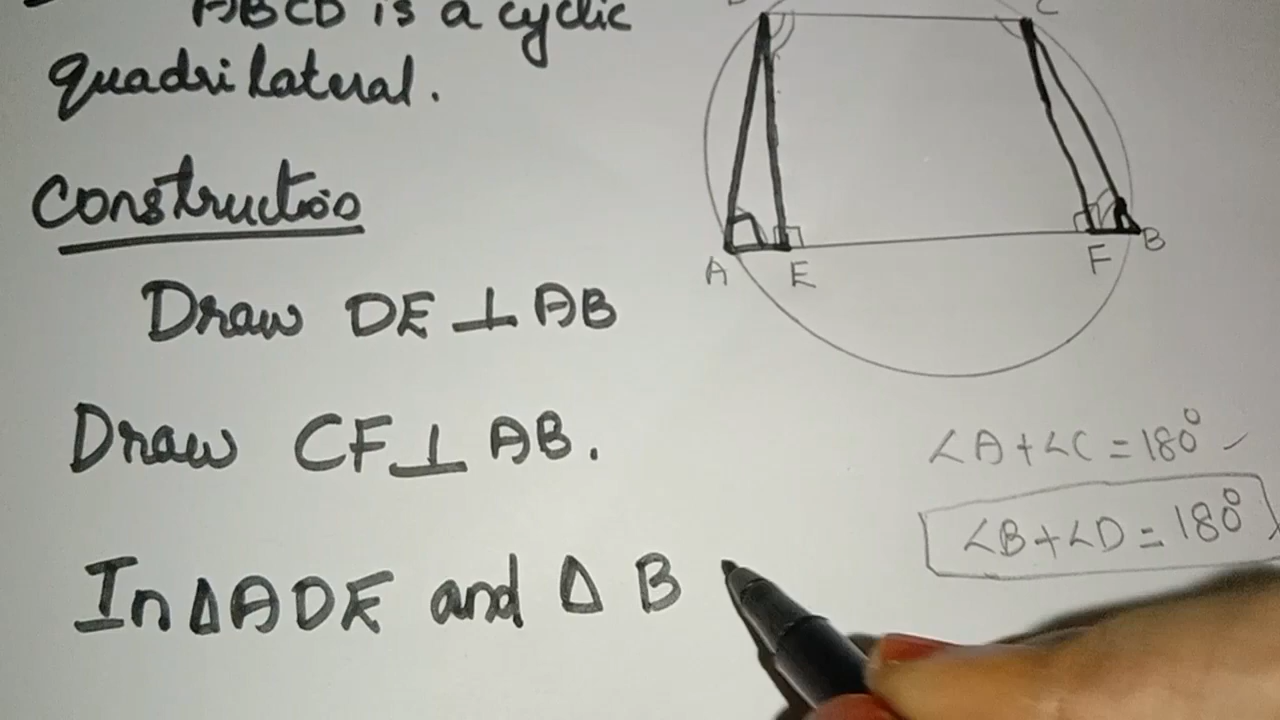 ABCD is a cyclic
quadrilateral.
Construction
Draw DE ⊥ AB
Draw CF ⊥ AB.
In Δ ADE and Δ B
C
A
E
F
B
∠A + ∠C = 180°
∠B + ∠D = 180°